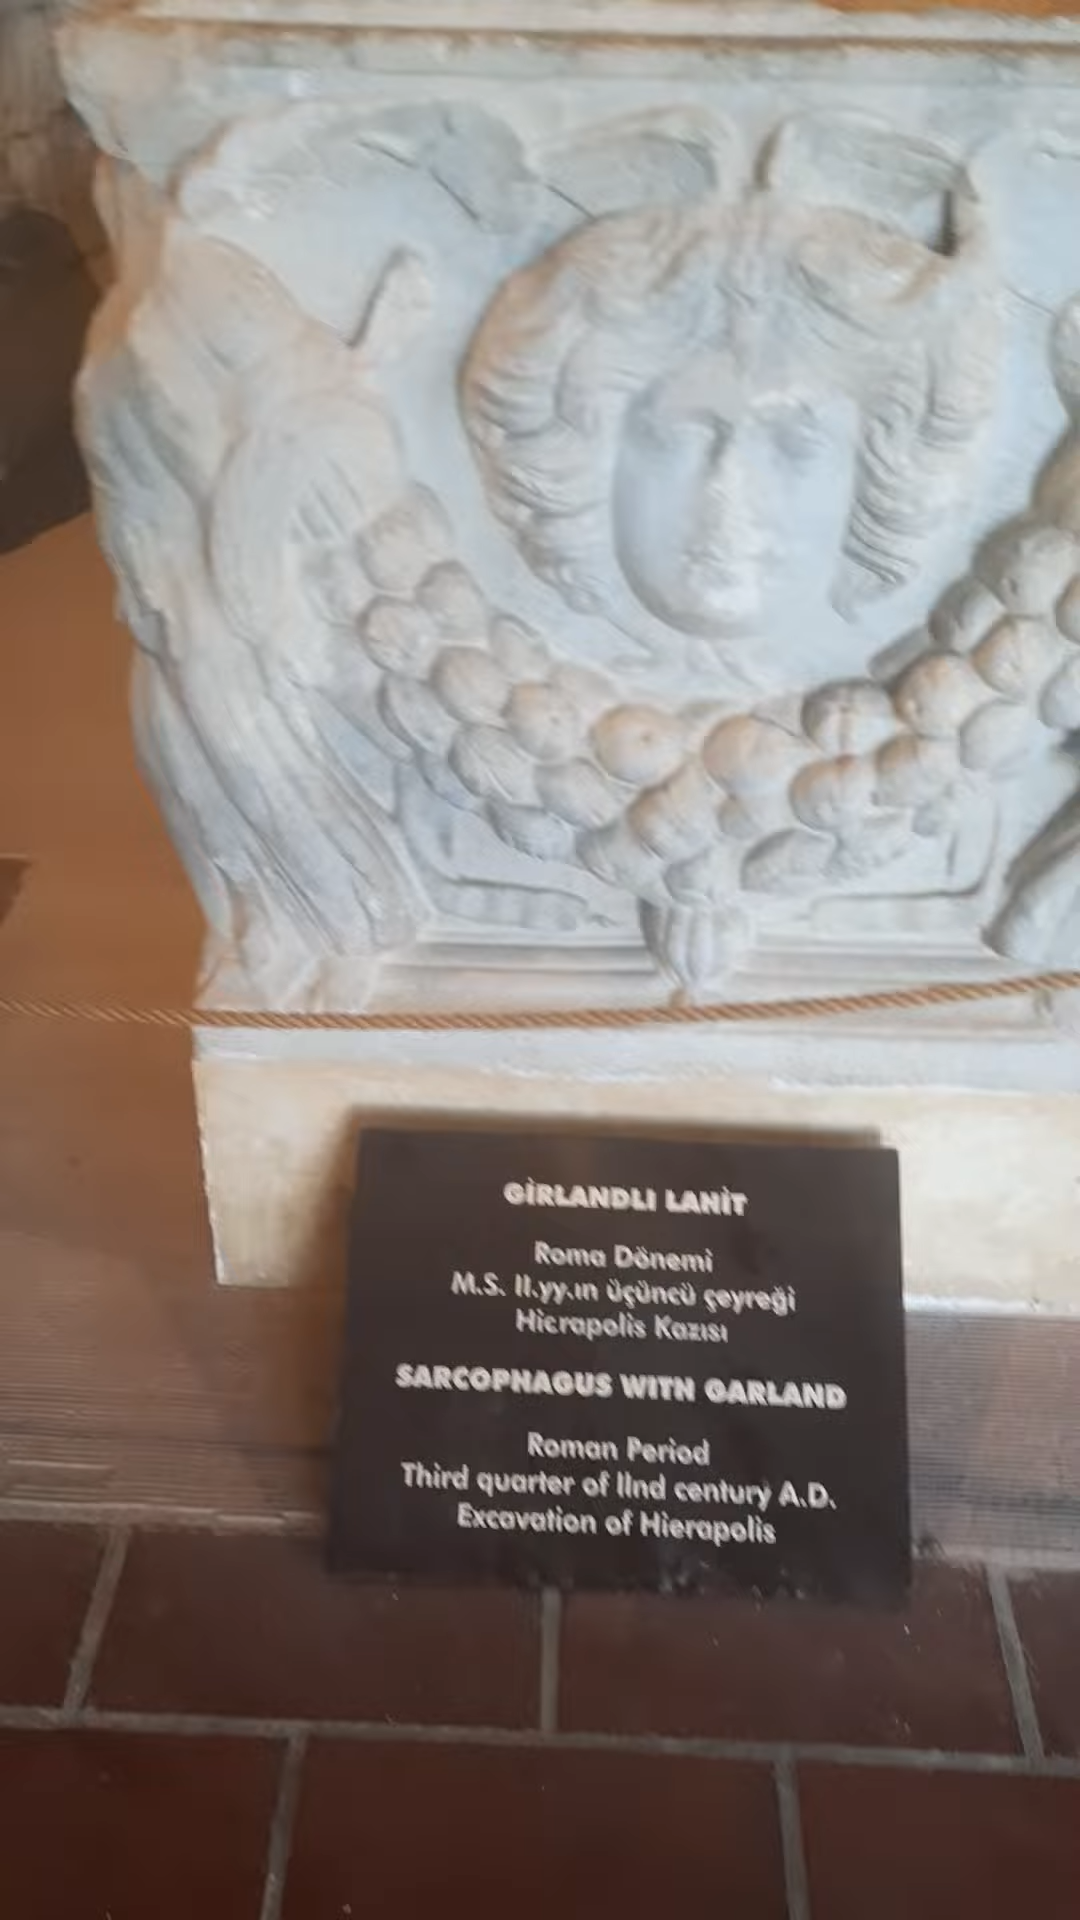 GİRLANDLI LAHİT
Roma Dönemi
M.S. II.yy.ın üçüncü çeyreği
Hierapolis Kazısı
SARCOPHAGUS WITH GARLAND
Roman Period
Third quarter of IInd century A.D.
Excavation of Hierapolis